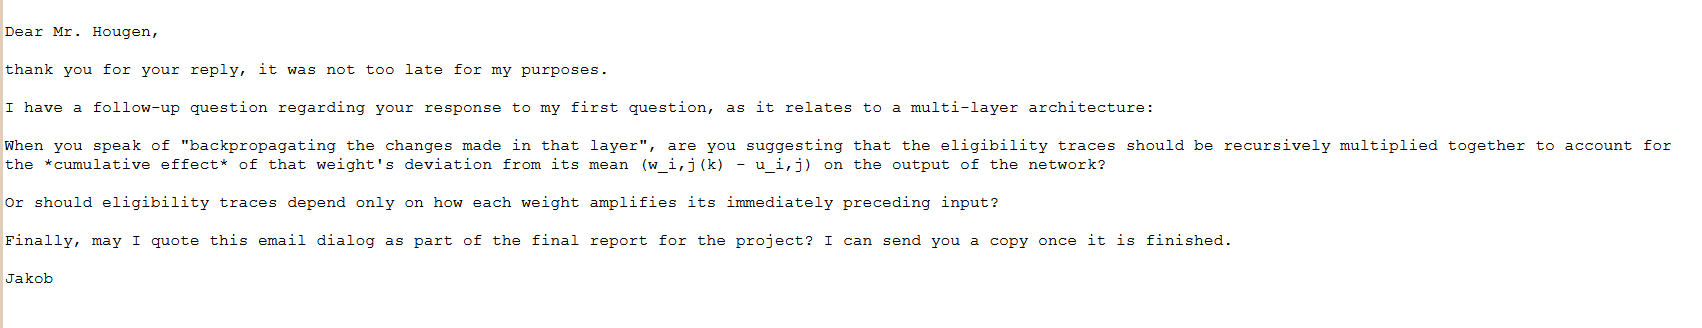 Dear Mr. Hougen,
thank you for your reply, it was not too late for my purposes.
I have a follow-up question regarding your response to my first question, as it relates to a multi-layer architecture:
When you speak of "backpropagating the changes made in that layer", are you suggesting that the eligibility traces should be recursively multiplied together to account for
the *cumulative effect* of that weight's deviation from its mean (w_i,j(k) - u_i,j) on the output of the network?
Or should eligibility traces depend only on how each weight amplifies its immediately preceding input?
Finally, may I quote this email dialog as part of the final report for the project? I can send you a copy once it is finished.
Jakob